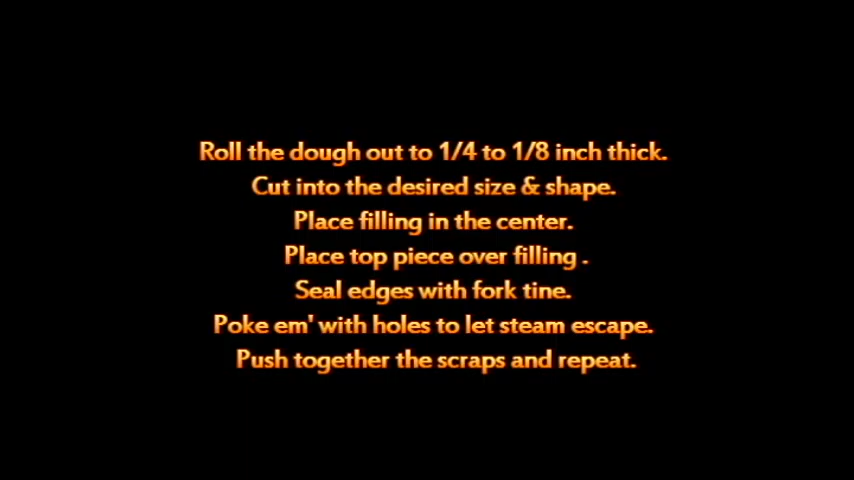 Roll the dough out to 1/4 to 1/8 inch thick.
Cut into the desired size & shape.
Place filling in the center.
Place top piece over filling .
Seal edges with fork tine.
Poke em' with holes to let steam escape.
Push together the scraps and repeat.